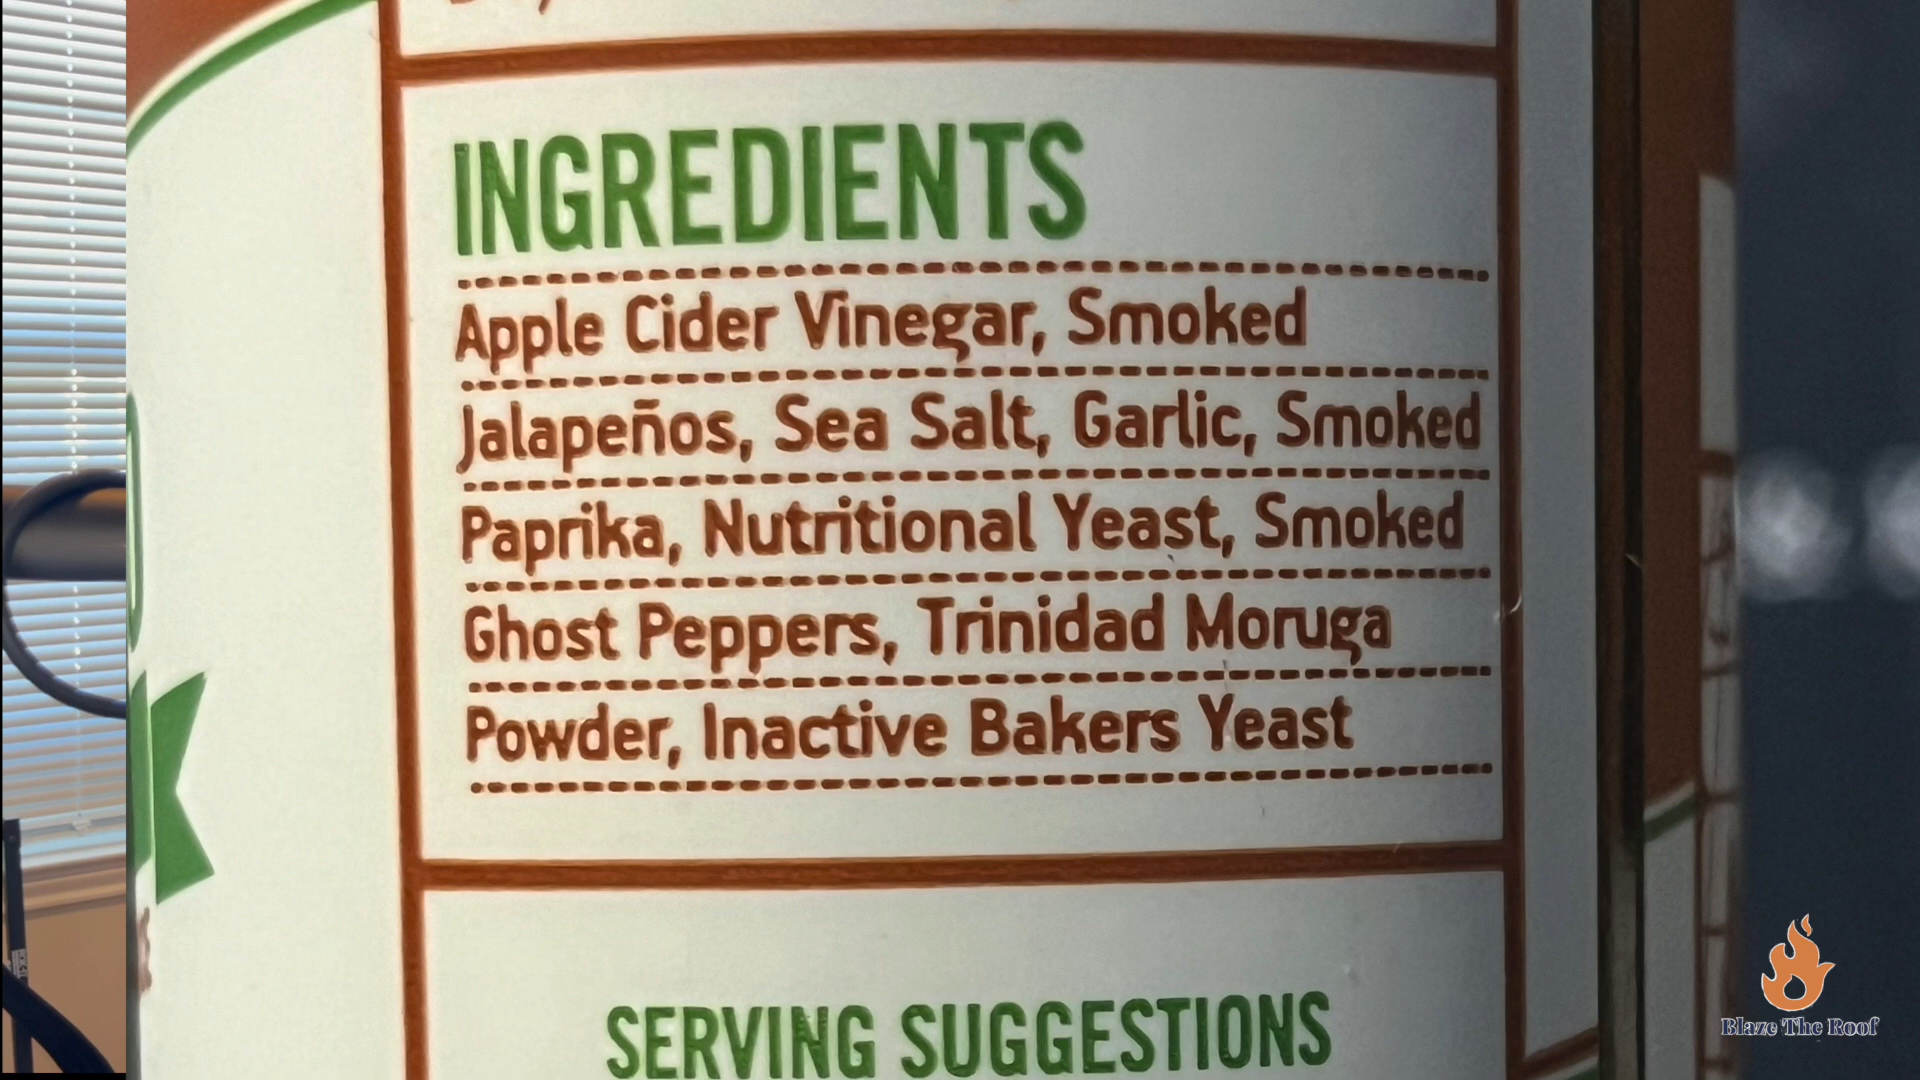 INGREDIENTS
Apple Cider Vinegar, Smoked
Jalapeños, Sea Salt, Garlic, Smoked
Paprika, Nutritional Yeast, Smoked
Ghost Peppers, Trinidad Moruga
Powder, Inactive Bakers Yeast
SERVING SUGGESTIONS
Blaze The Roof